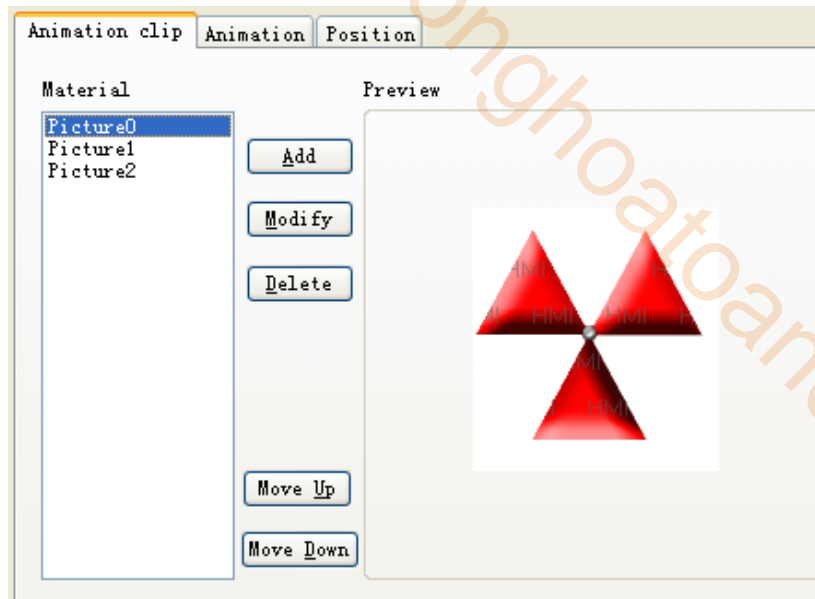 Animation clip Animation Position
Material Preview
Picture0
Picture1
Picture2
Add
Modify
Delete
Move Up
Move Down
HMI
HMI
HMI
HMI
onghoatoand